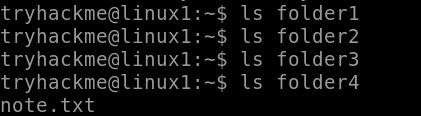 tryhackme@linux1:~$ ls folder1
tryhackme@linux1:~$ ls folder2
tryhackme@linux1:~$ ls folder3
tryhackme@linux1:~$ ls folder4
note.txt